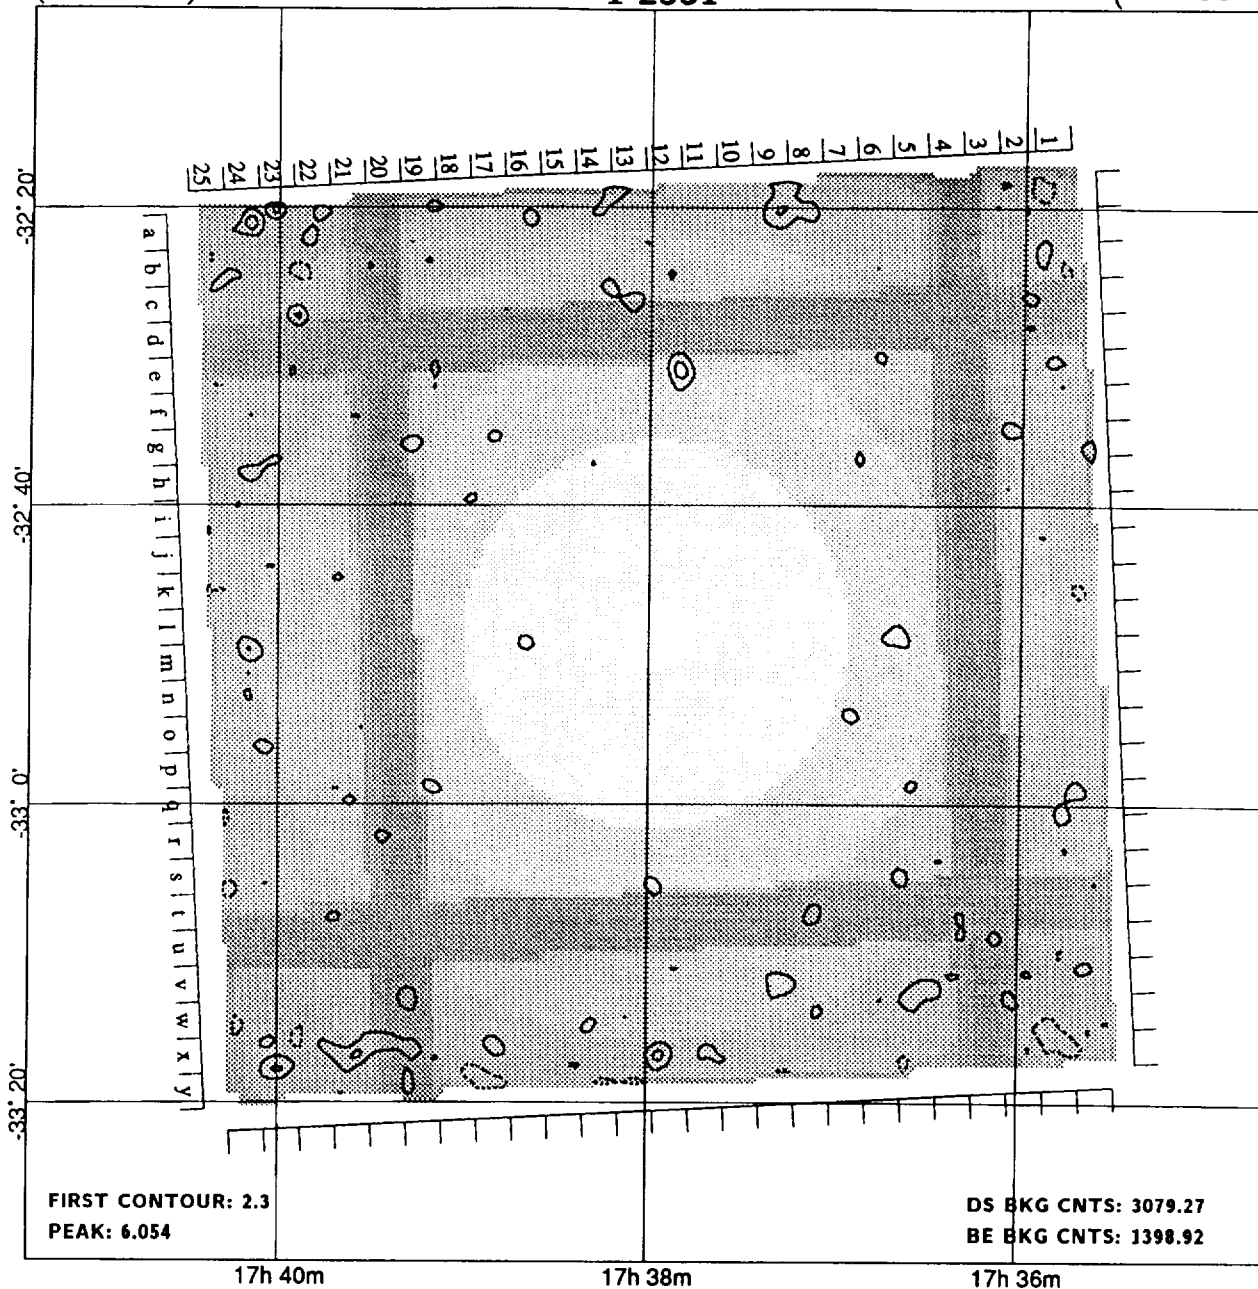 25 24 23 22 21 20 19 18 17 16 15 14 13 12 11 10 9 8 7 6 5 4 3 2 1
-32° 20'
a b c d e f g h i j k l m n o p q r s t u v w x y
-32° 40'
-33° 0'
-33° 20'
FIRST CONTOUR: 2.3
PEAK: 6.054
DS BKG CNTS: 3079.27
BE BKG CNTS: 1398.92
17h 40m 17h 38m 17h 36m